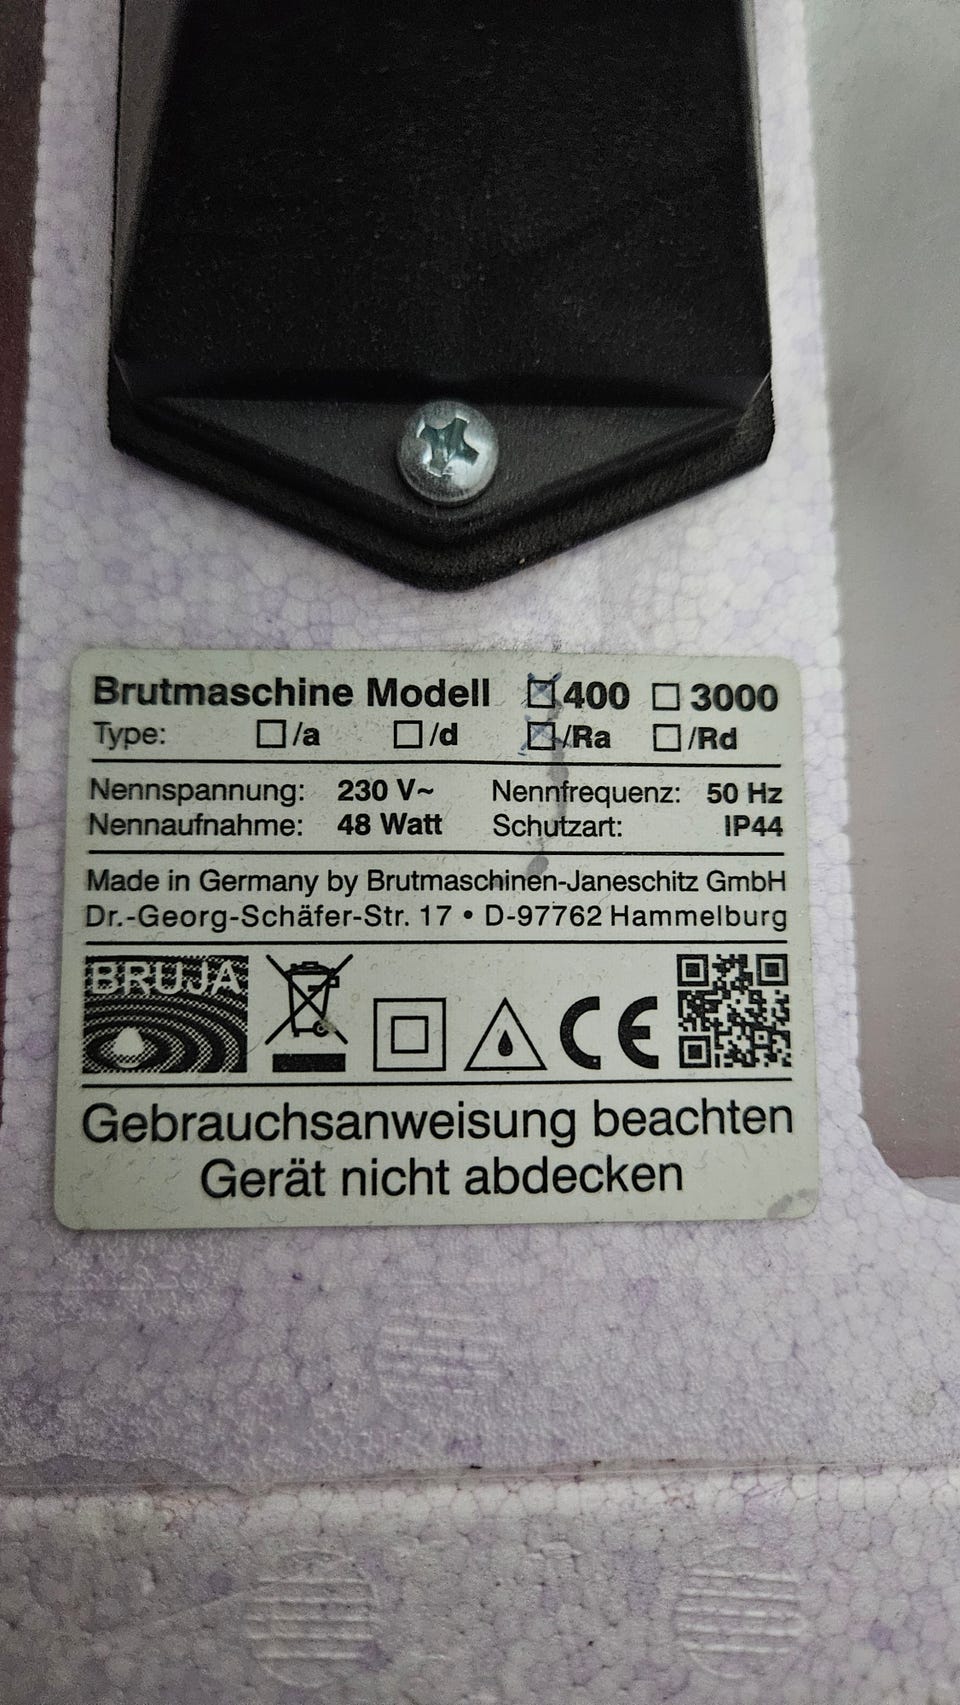 Brutmaschine Modell ☒ 400 ☐ 3000
Type: ☐ /a ☐ /d ☒ /Ra ☐ /Rd
Nennspannung: 230 V~ Nennfrequenz: 50 Hz
Nennaufnahme: 48 Watt Schutzart: IP44
Made in Germany by Brutmaschinen-Janeschitz GmbH
Dr.-Georg-Schäfer-Str. 17 • D-97762 Hammelburg
BRUJA
CE
Gebrauchsanweisung beachten
Gerät nicht abdecken